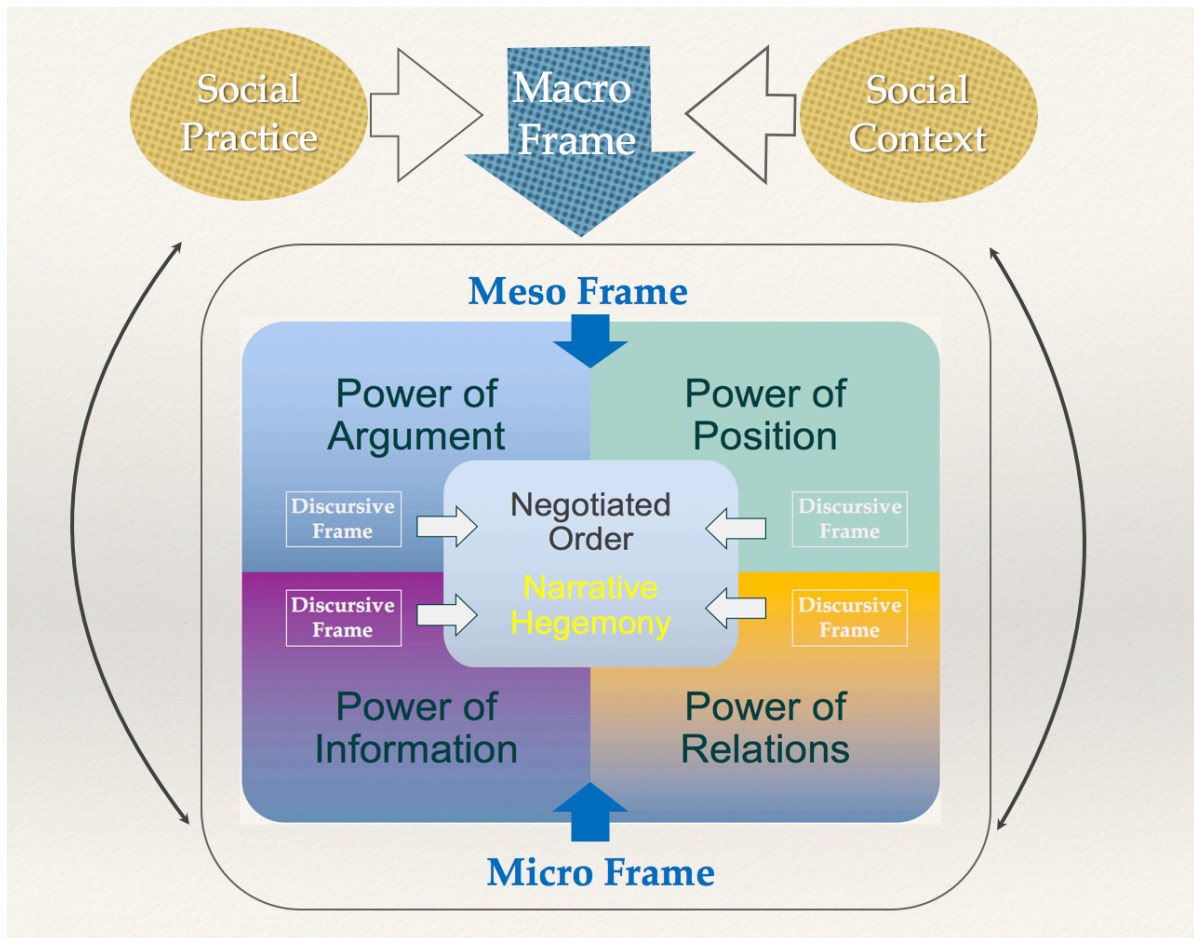 Social
Practice
Macro
Frame
Social
Context
Meso Frame
Power of
Argument
Power of
Position
Discursive
Frame
Negotiated
Order
Discursive
Frame
Discursive
Frame
Narrative
Hegemony
Discursive
Frame
Power of
Information
Power of
Relations
Micro Frame